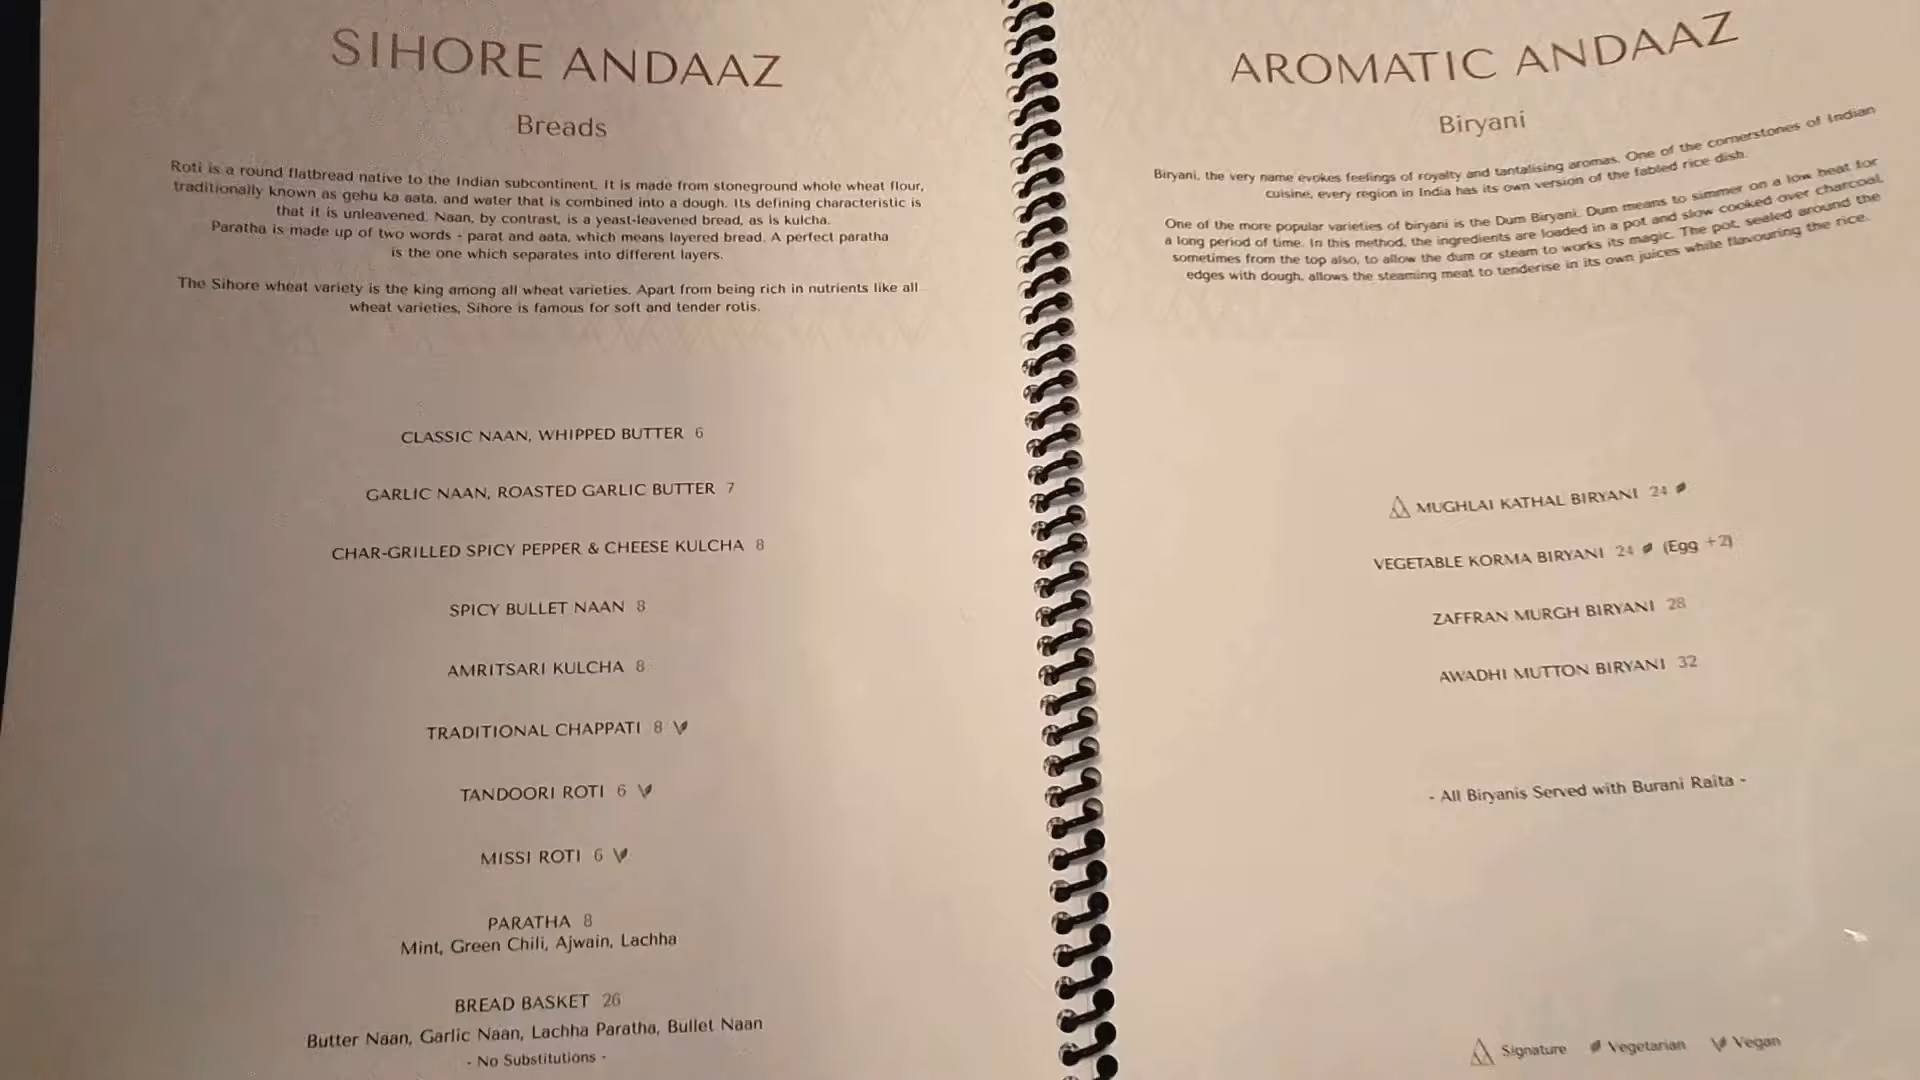 SIHORE ANDAAZ
Breads
Roti is a round flatbread native to the Indian subcontinent. It is made from stoneground whole wheat flour,
traditionally known as gehu ka aata, and water that is combined into a dough. Its defining characteristic is
that it is unleavened. Naan, by contrast, is a yeast-leavened bread, as is kulcha.
Paratha is made up of two words - parat and aata, which means layered bread. A perfect paratha
is the one which separates into different layers.
The Sihore wheat variety is the king among all wheat varieties. Apart from being rich in nutrients like all
wheat varieties, Sihore is famous for soft and tender rotis.
CLASSIC NAAN, WHIPPED BUTTER 6
GARLIC NAAN, ROASTED GARLIC BUTTER 7
CHAR-GRILLED SPICY PEPPER & CHEESE KULCHA 8
SPICY BULLET NAAN 8
AMRITSARI KULCHA 8
TRADITIONAL CHAPPATI 8
TANDOORI ROTI 6
MISSI ROTI 6
PARATHA 8
Mint, Green Chili, Ajwain, Lachha
BREAD BASKET 26
Butter Naan, Garlic Naan, Lachha Paratha, Bullet Naan
- No Substitutions -
AROMATIC ANDAAZ
Biryani
Biryani, the very name evokes feelings of royalty and tantalising aromas. One of the cornerstones of Indian
cuisine, every region in India has its own version of the fabled rice dish.
One of the more popular varieties of biryani is the Dum Biryani. Dum means to simmer on a low heat for
a long period of time. In this method, the ingredients are loaded in a pot and slow cooked over charcoal,
sometimes from the top also, to allow the dum or steam to works its magic. The pot, sealed around the
edges with dough, allows the steaming meat to tenderise in its own juices while flavouring the rice.
MUGHLAI KATHAL BIRYANI 24
VEGETABLE KORMA BIRYANI 24 (Egg +2)
ZAFFRAN MURGH BIRYANI 28
AWADHI MUTTON BIRYANI 32
- All Biryanis Served with Burani Raita -
Signature Vegetarian Vegan